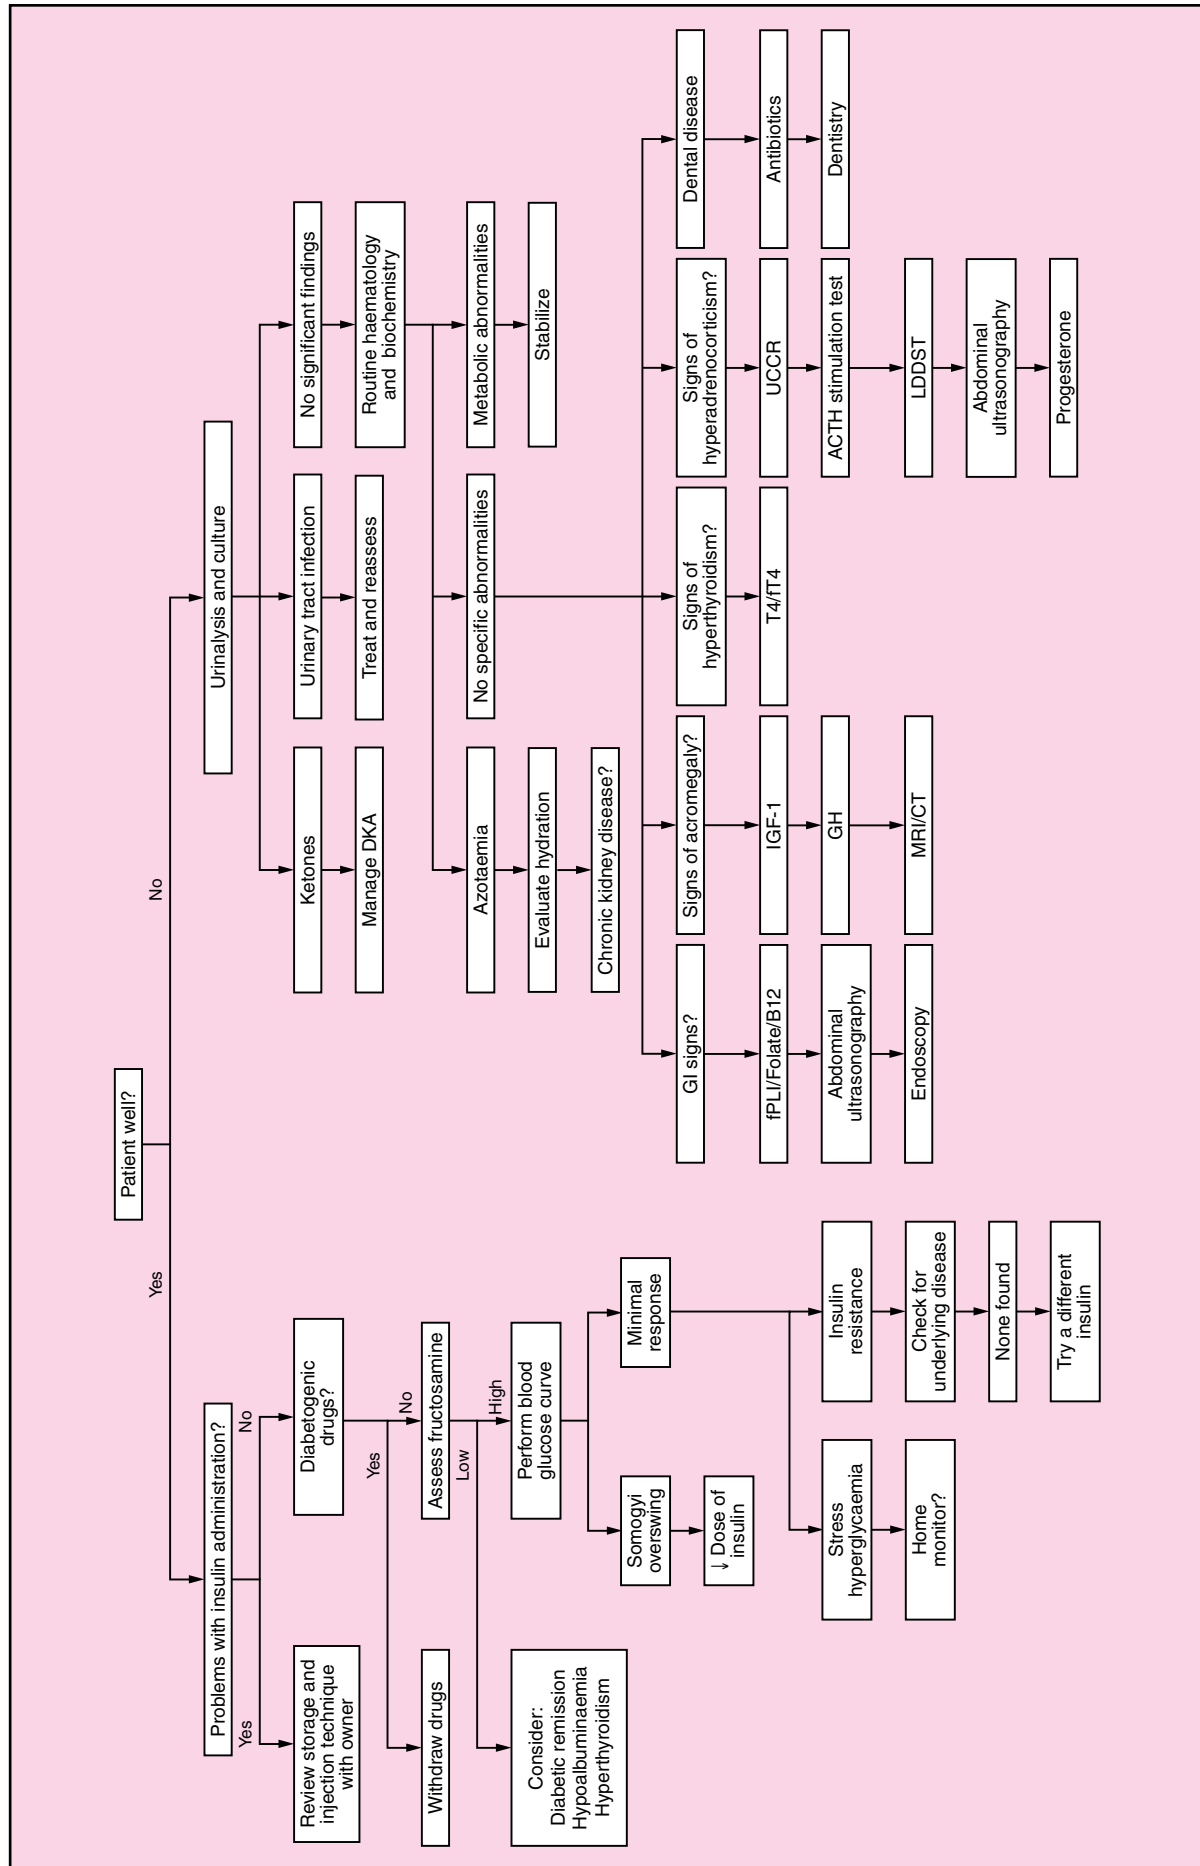 Patient well?
Yes
No
Problems with insulin administration?
Yes
No
Review storage and
injection technique
with owner
Diabetogenic
drugs?
Yes
No
Withdraw drugs
Assess fructosamine
Low
High
Consider:
Diabetic remission
Hypoalbuminaemia
Hyperthyroidism
Perform blood
glucose curve
Somogyi
overswing
↓ Dose of
insulin
Minimal
response
Stress
hyperglycaemia
Home
monitor?
Insulin
resistance
Check for
underlying disease
None found
Try a different
insulin
Urinalysis and culture
Ketones
Manage DKA
Urinary tract infection
Treat and reassess
No significant findings
Routine haematology
and biochemistry
Azotaemia
Evaluate hydration
Chronic kidney disease?
No specific abnormalities
Metabolic abnormalities
Stabilize
GI signs?
fPLI/Folate/B12
Abdominal
ultrasonography
Endoscopy
Signs of acromegaly?
IGF-1
GH
MRI/CT
Signs of
hyperthyroidism?
T4/fT4
Signs of
hyperadrenocorticism?
UCCR
ACTH stimulation test
LDDST
Abdominal
ultrasonography
Progesterone
Dental disease
Antibiotics
Dentistry